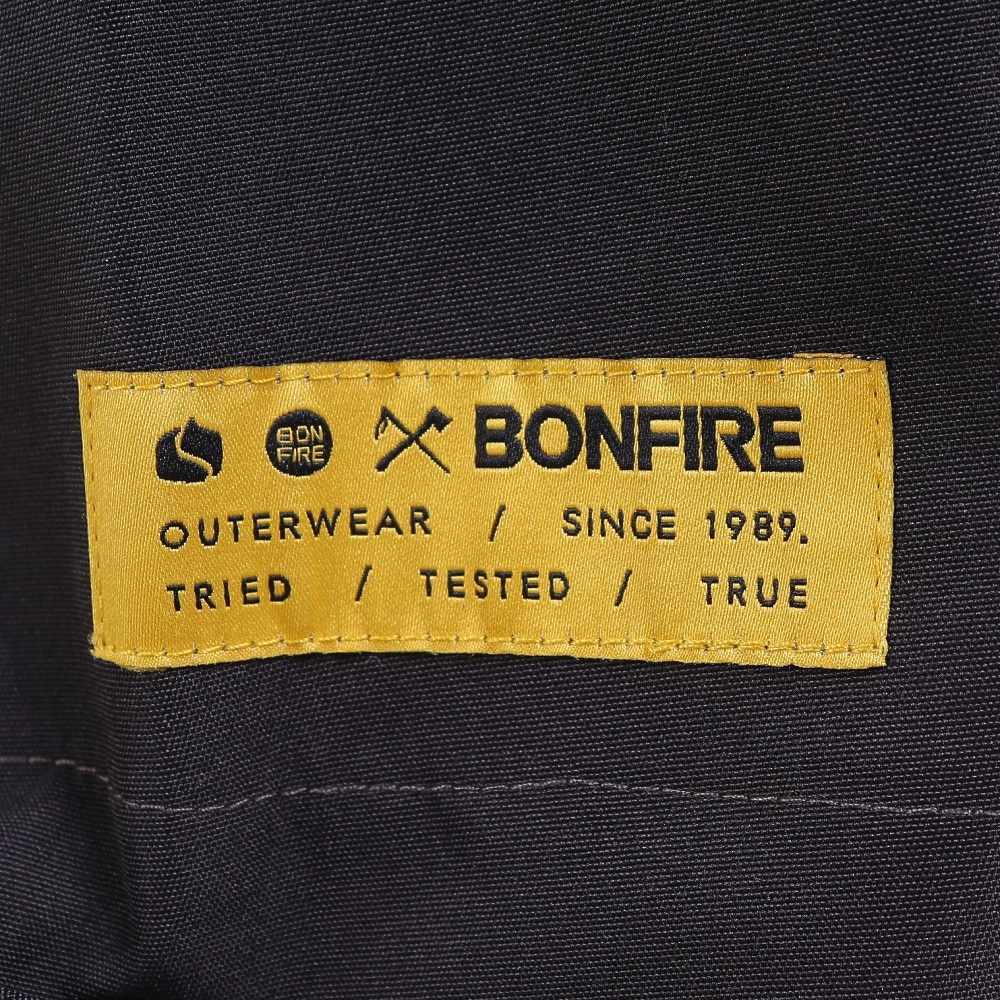 BON
FIRE
BONFIRE
OUTERWEAR / SINCE 1989.
TRIED / TESTED / TRUE